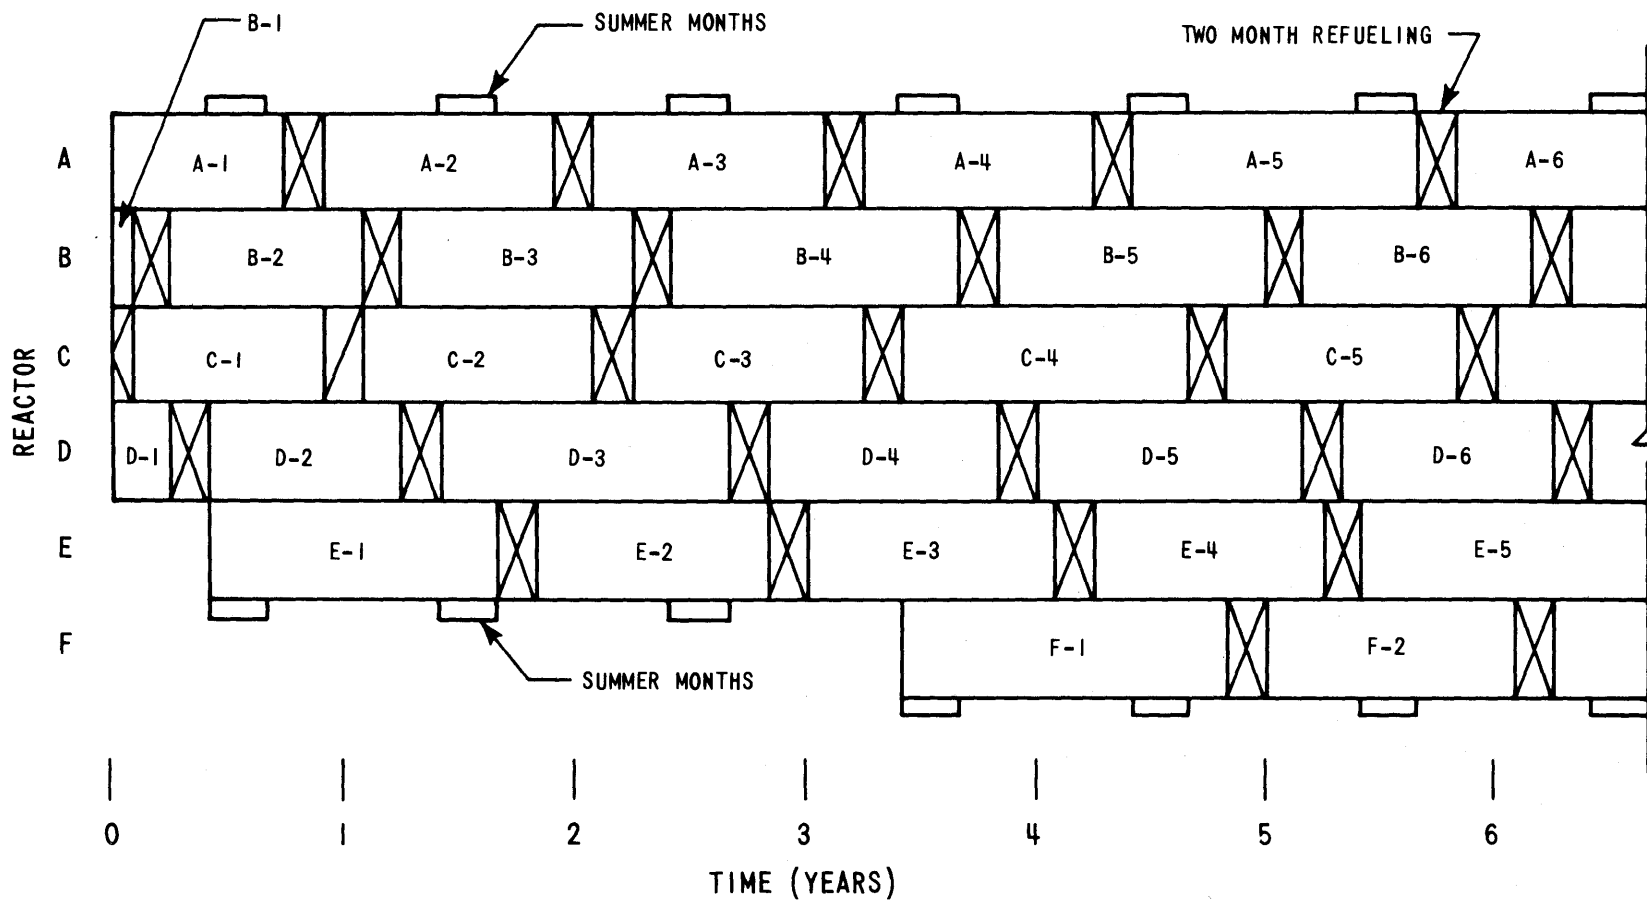 B-1
SUMMER MONTHS
TWO MONTH REFUELING
A
A-1
A-2
A-3
A-4
A-5
A-6
B
B-2
B-3
B-4
B-5
B-6
REACTOR
C
C-1
C-2
C-3
C-4
C-5
D
D-1
D-2
D-3
D-4
D-5
D-6
E
E-1
E-2
E-3
E-4
E-5
F
F-1
F-2
SUMMER MONTHS
0
1
2
3
4
5
6
TIME (YEARS)